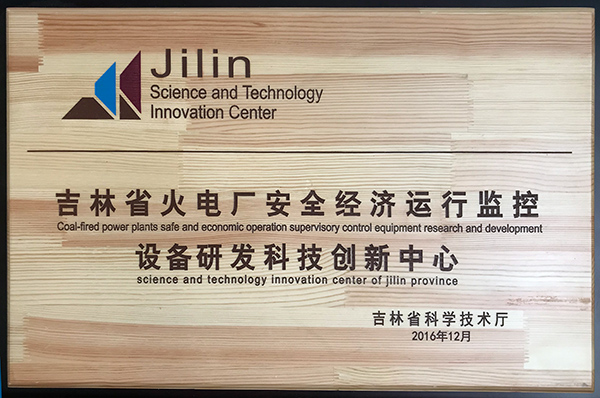 Jilin
Science and Technology
Innovation Center
吉林省火电厂安全经济运行监控
Coal-fired power plants safe and economic operation supervisory control equipment research and development
设备研发科技创新中心
science and technology innovation center of jilin province
吉林省科学技术厅
2016年12月